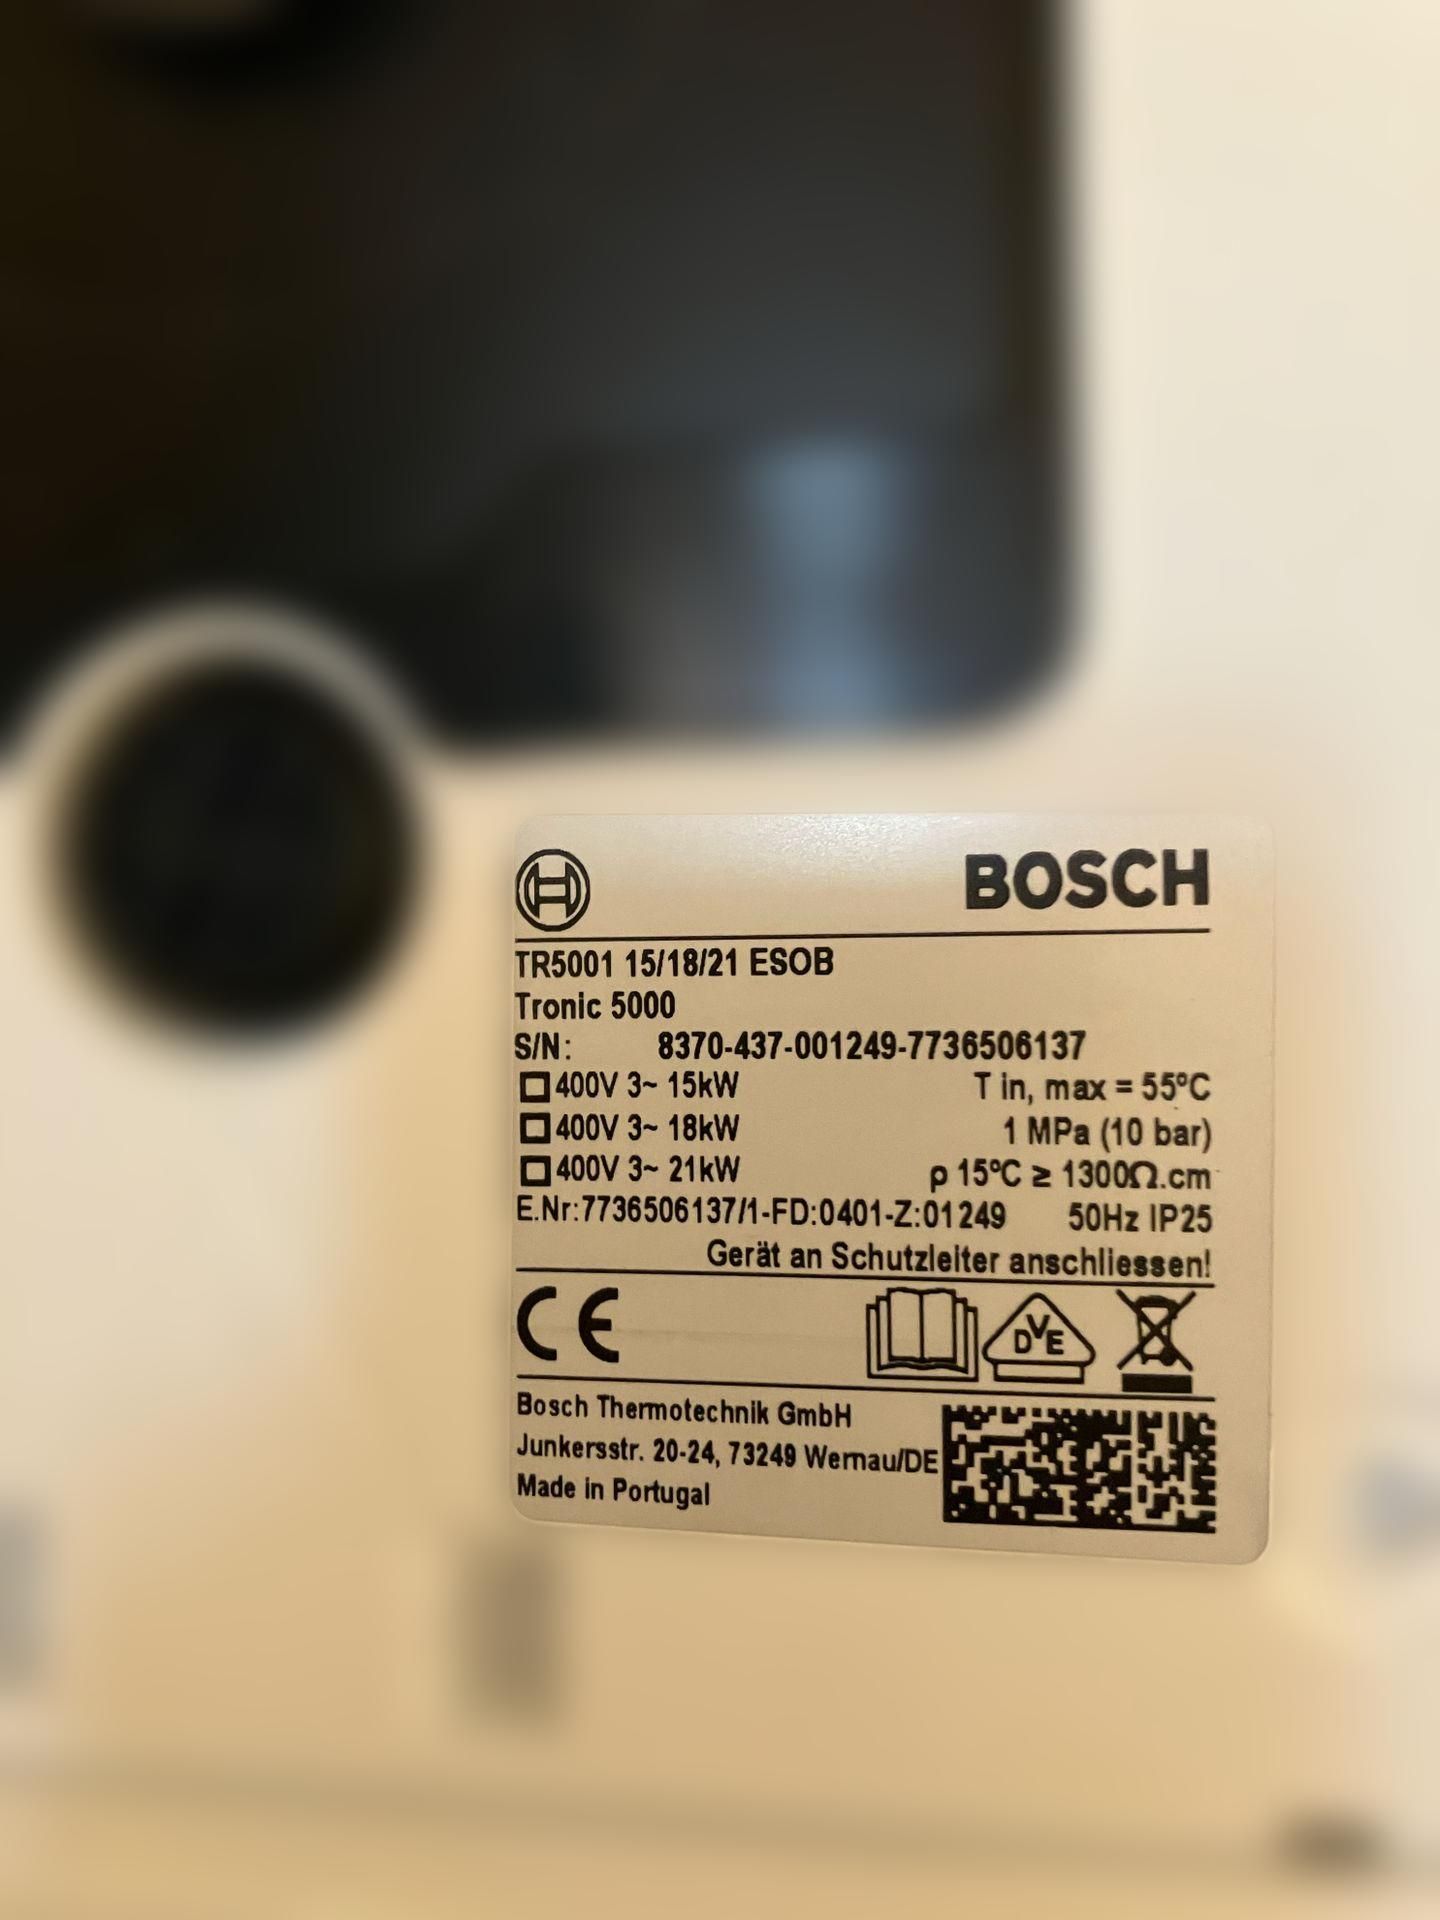 BOSCH
TR5001 15/18/21 ESOB
Tronic 5000
S/N: 8370-437-001249-7736506137
400V 3~ 15kW T in, max = 55ºC
400V 3~ 18kW 1 MPa (10 bar)
400V 3~ 21kW ρ 15ºC ≥ 1300Ω.cm
E.Nr:7736506137/1-FD:0401-Z:01249 50Hz IP25
Gerät an Schutzleiter anschliessen!
CE DVE
Bosch Thermotechnik GmbH
Junkersstr. 20-24, 73249 Wernau/DE
Made in Portugal